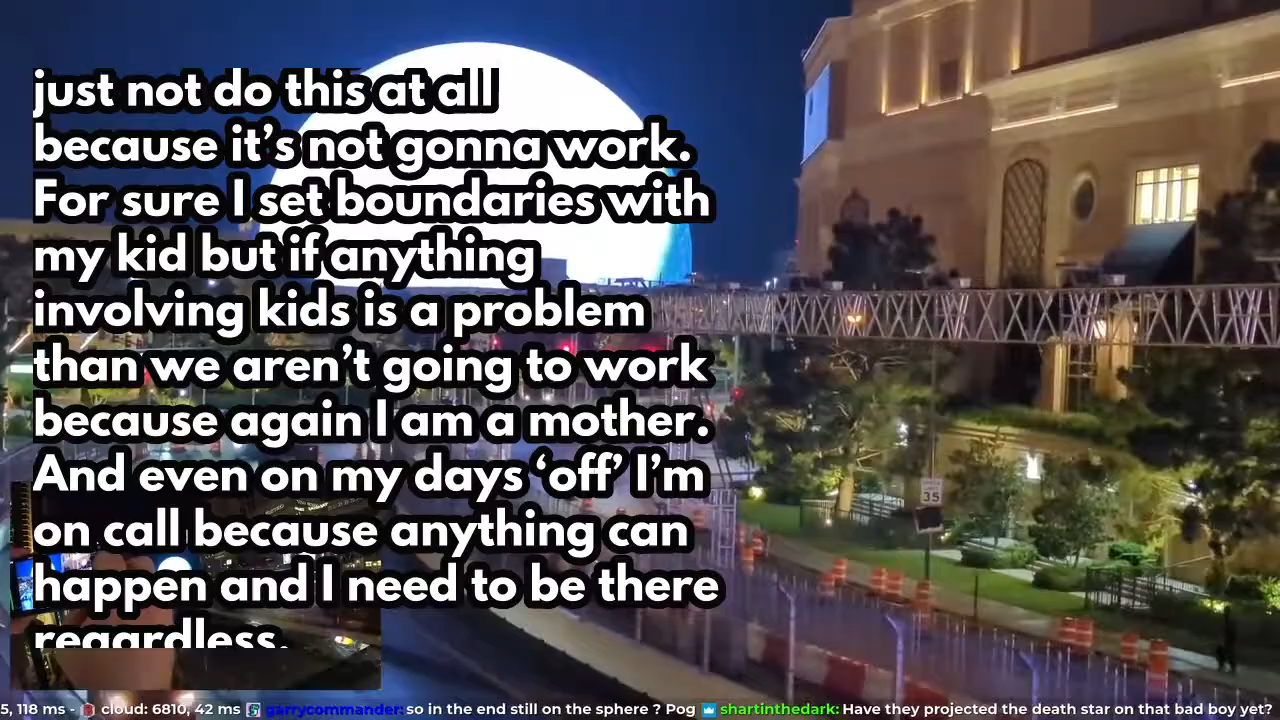 just not do this at all
because it’s not gonna work.
For sure I set boundaries with
my kid but if anything
involving kids is a problem
than we aren’t going to work
because again I am a mother.
And even on my days ‘off’ I’m
on call because anything can
happen and I need to be there
regardless.
35
5, 118 ms - cloud: 6810, 42 ms garrycommander: so in the end still on the sphere ? Pog shartinthedark: Have they projected the death star on that bad boy yet?